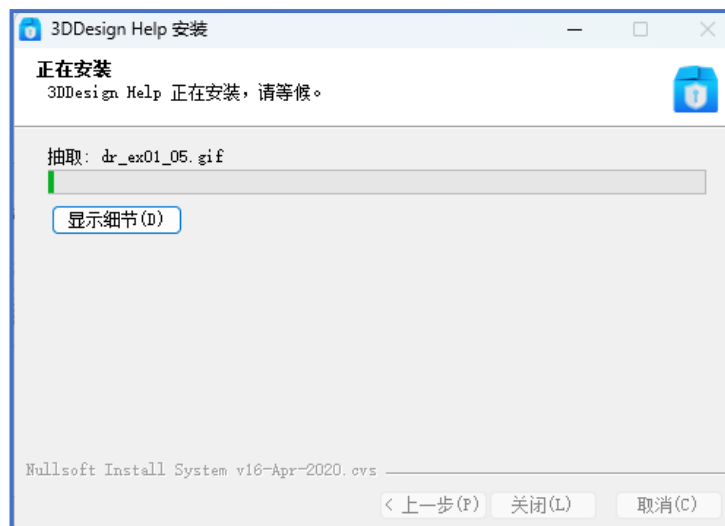 3DDesign Help 安装
正在安装
3DDesign Help 正在安装，请等候。
抽取: dr_ex01_05.gif
显示细节(D)
Nullsoft Install System v16-Apr-2020.cvs
< 上一步(P) 关闭(L) 取消(C)